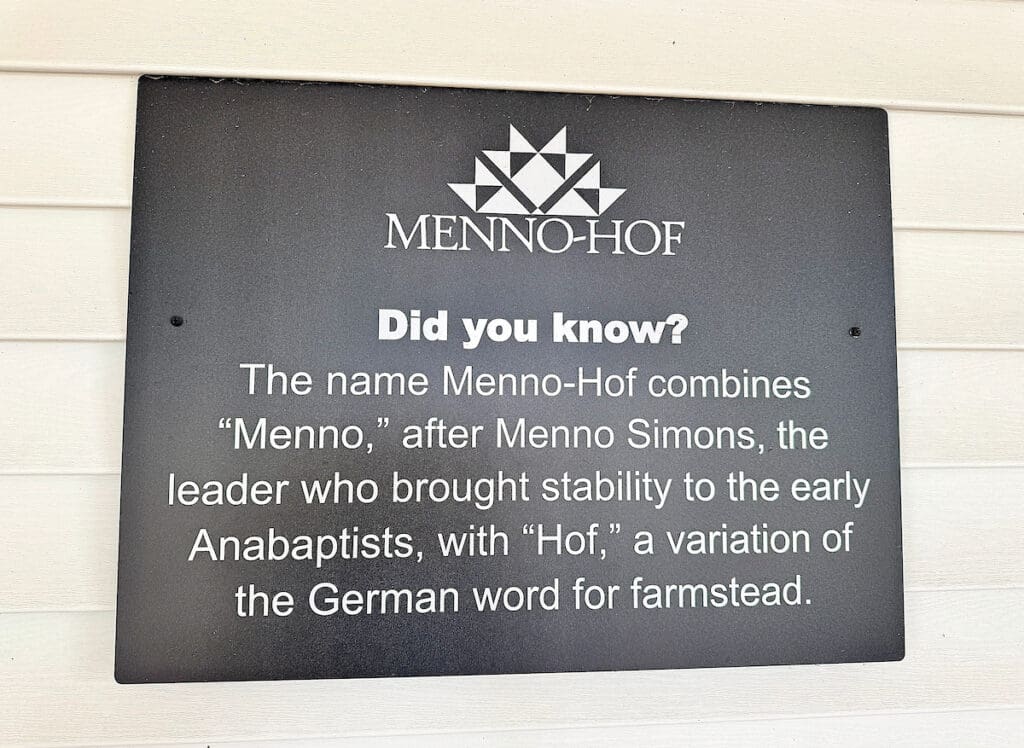 MENNO-HOF
Did you know?
The name Menno-Hof combines
“Menno,” after Menno Simons, the
leader who brought stability to the early
Anabaptists, with “Hof,” a variation of
the German word for farmstead.